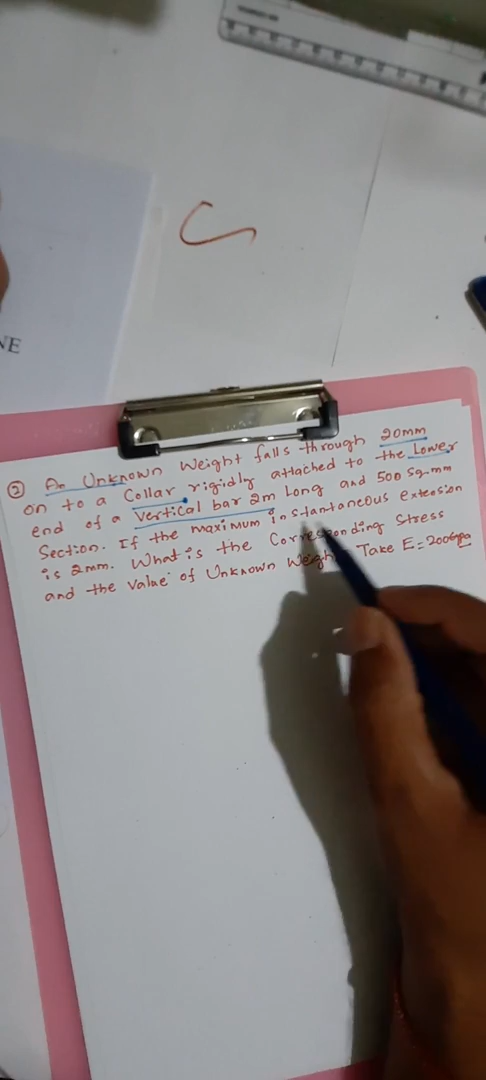 NE
② An Unknown Weight falls through 20mm
on to a Collar rigidly attached to the Lower
end of a Vertical bar 2m Long and 500 Sq.mm
Section. If the maximum instantaneous extension
is 2mm. What is the Corresponding Stress
and the value of Unknown Weight Take E=200Gpa